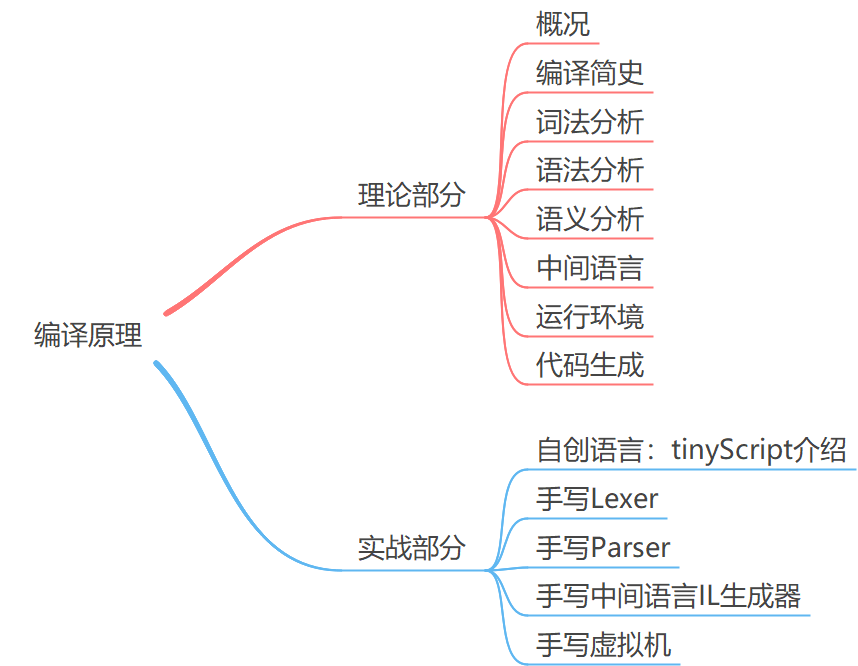 编译原理
理论部分
概况
编译简史
词法分析
语法分析
语义分析
中间语言
运行环境
代码生成
实战部分
自创语言：tinyScript介绍
手写Lexer
手写Parser
手写中间语言IL生成器
手写虚拟机